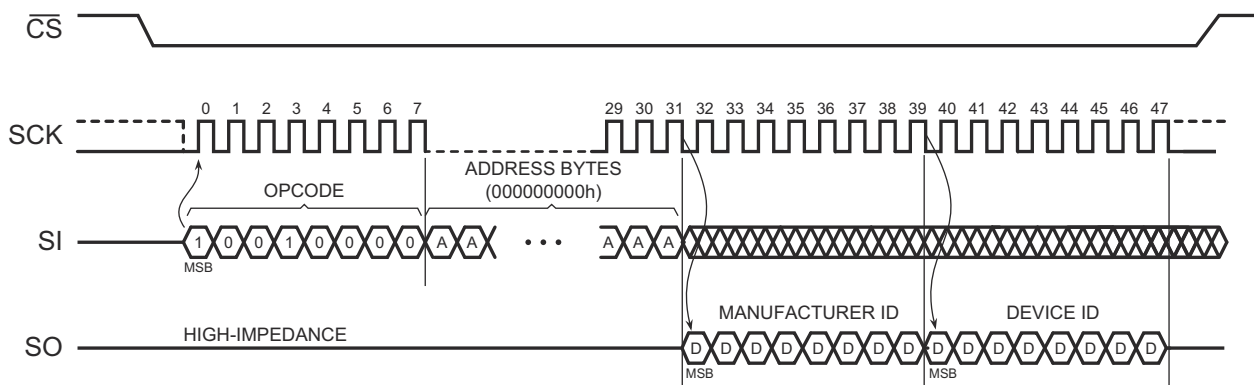 CS
0 1 2 3 4 5 6 7 29 30 31 32 33 34 35 36 37 38 39 40 41 42 43 44 45 46 47
SCK
ADDRESS BYTES
(000000000h)
OPCODE
SI 1 0 0 1 0 0 0 0 A A • • • A A A
MSB
MANUFACTURER ID DEVICE ID
HIGH-IMPEDANCE
SO D D D D D D D D D D D D D D D D
MSB MSB